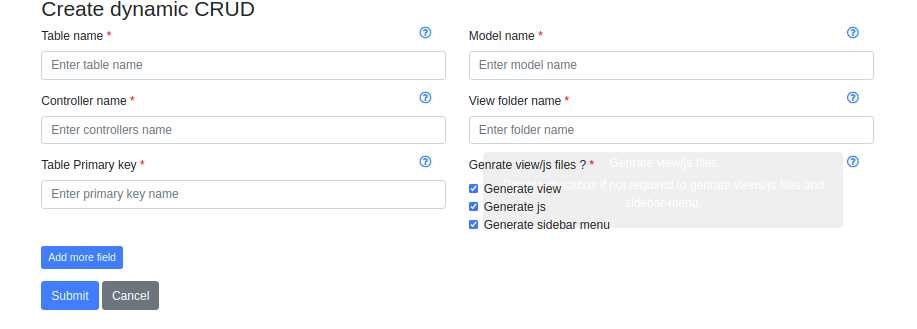 Create dynamic CRUD
Table name *
Model name *
Enter table name
Enter model name
Controller name *
View folder name *
Enter controllers name
Enter folder name
Table Primary key *
Genrate view/js files ? *
Genrate view/js files
Enter primary key name
Generate view
checkbox if not required to genrate views/js files and
Generate js
sidebar-menu.
Generate sidebar menu
Add more field
Submit
Cancel